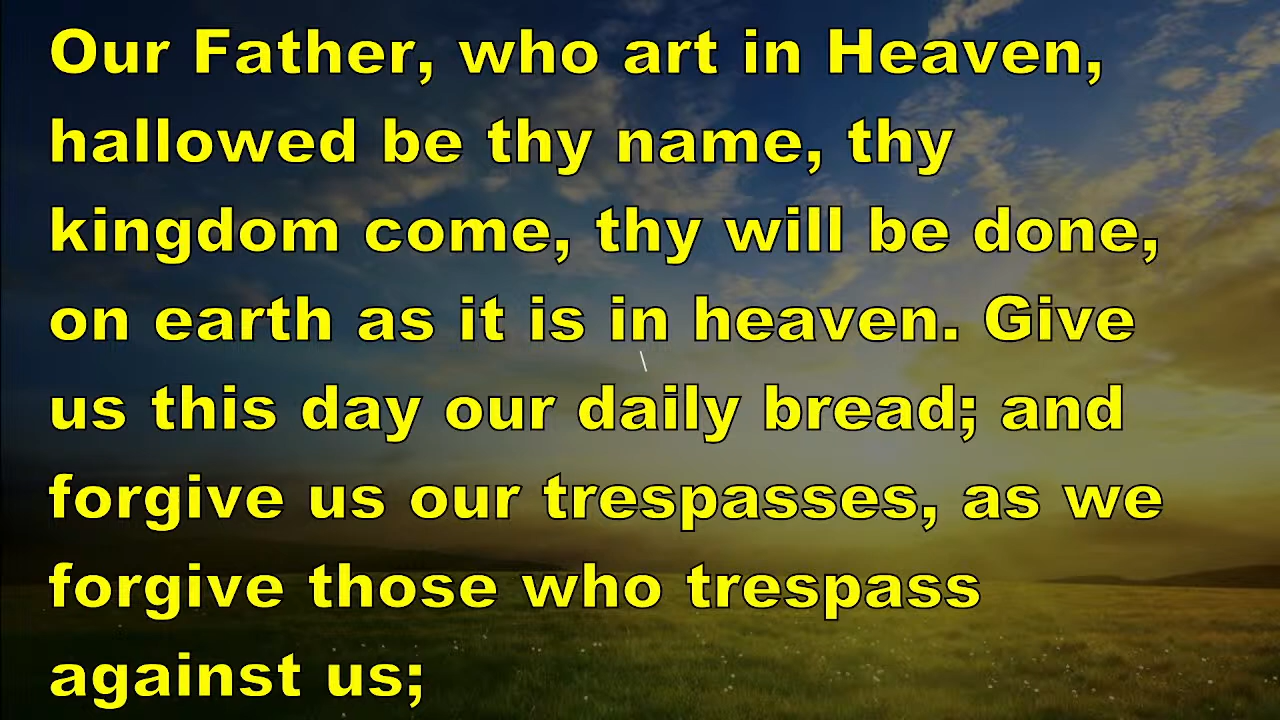 Our Father, who art in Heaven,
hallowed be thy name, thy
kingdom come, thy will be done,
on earth as it is in heaven. Give
us this day our daily bread; and
forgive us our trespasses, as we
forgive those who trespass
against us;